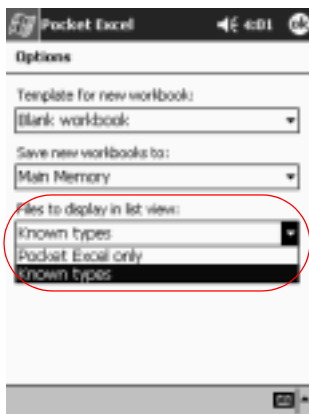 Pocket Excel 4:01 ok
Options
Template for new workbook:
Blank workbook
Save new workbooks to:
Main Memory
Files to display in list view:
Known types
Pocket Excel only
Known types